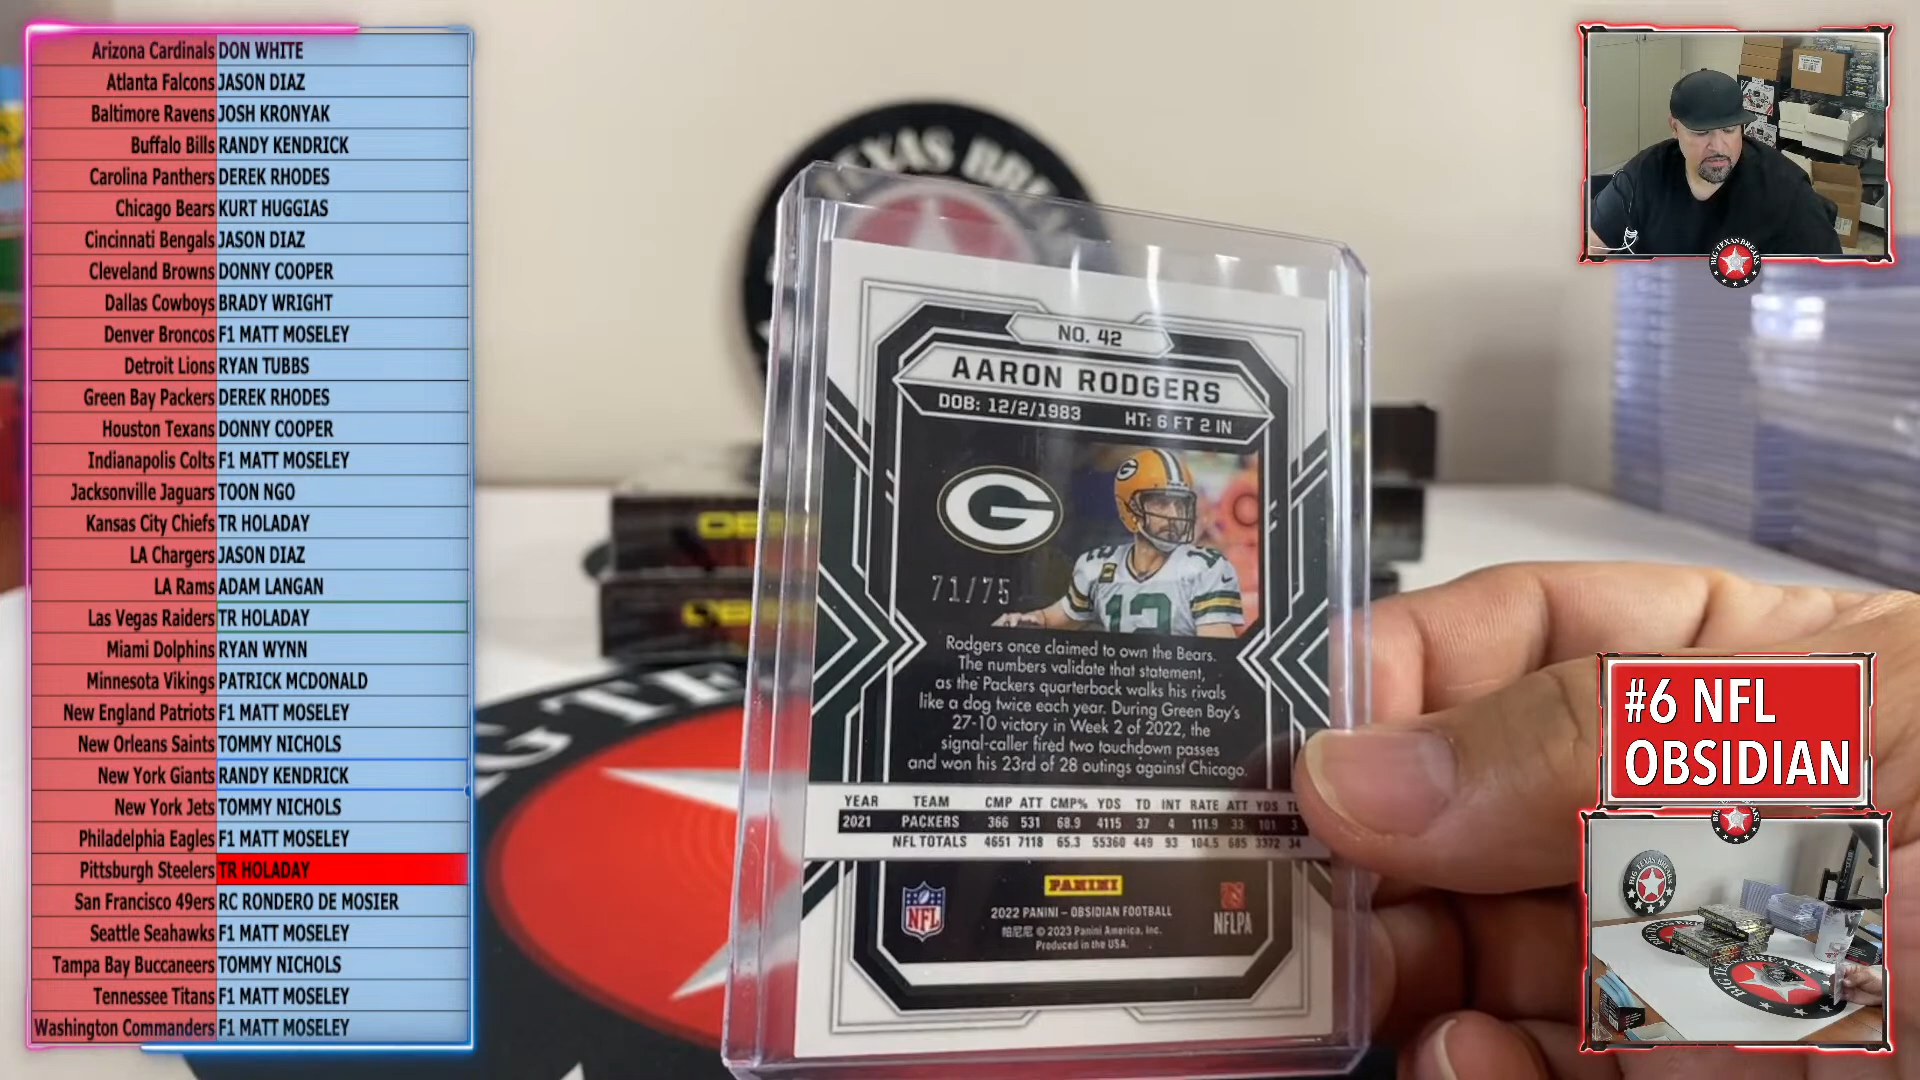 Arizona Cardinals DON WHITE
Atlanta Falcons JASON DIAZ
Baltimore Ravens JOSH KRONYAK
Buffalo Bills RANDY KENDRICK
Carolina Panthers DEREK RHODES
Chicago Bears KURT HUGGIAS
Cincinnati Bengals JASON DIAZ
Cleveland Browns DONNY COOPER
Dallas Cowboys BRADY WRIGHT
Denver Broncos F1 MATT MOSELEY
Detroit Lions RYAN TUBBS
Green Bay Packers DEREK RHODES
Houston Texans DONNY COOPER
Indianapolis Colts F1 MATT MOSELEY
Jacksonville Jaguars TOON NGO
Kansas City Chiefs TR HOLADAY
LA Chargers JASON DIAZ
LA Rams ADAM LANGAN
Las Vegas Raiders TR HOLADAY
Miami Dolphins RYAN WYNN
Minnesota Vikings PATRICK MCDONALD
New England Patriots F1 MATT MOSELEY
New Orleans Saints TOMMY NICHOLS
New York Giants RANDY KENDRICK
New York Jets TOMMY NICHOLS
Philadelphia Eagles F1 MATT MOSELEY
Pittsburgh Steelers TR HOLADAY
San Francisco 49ers RC RONDERO DE MOSIER
Seattle Seahawks F1 MATT MOSELEY
Tampa Bay Buccaneers TOMMY NICHOLS
Tennessee Titans F1 MATT MOSELEY
Washington Commanders F1 MATT MOSELEY
TEXAS
NO. 42
AARON RODGERS
DOB: 12/2/1983 HT: 6 FT 2 IN
G
71/75
12
Rodgers once claimed to own the Bears.
The numbers validate that statement,
as the Packers quarterback walks his rivals
like a dog twice each year. During Green Bay's
27-10 victory in Week 2 of 2022, the
signal-caller fired two touchdown passes
and won his 23rd of 28 outings against Chicago.
YEAR TEAM CMP ATT CMP% YDS TD INT RATE ATT YDS
2021 PACKERS 366 531 68.9 4115 37 4 111.9 33 101 3
NFL TOTALS 4651 7118 65.3 55360 449 93 104.5 685 3372 34
PANINI
NFL
NFLPA
2022 PANINI – OBSIDIAN FOOTBALL
帕尼尼 © 2023 Panini America, Inc.
Produced in the USA.
BIG TEXAS BREAKS
#6 NFL
OBSIDIAN
BIG TEXAS BREAKS